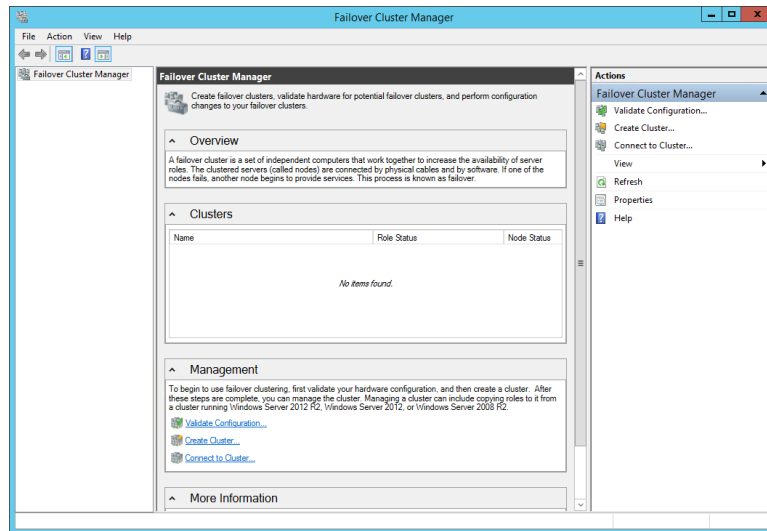 Failover Cluster Manager
File Action View Help
Failover Cluster Manager
Failover Cluster Manager
Create failover clusters, validate hardware for potential failover clusters, and perform configuration
changes to your failover clusters.
Overview
A failover cluster is a set of independent computers that work together to increase the availability of server
roles. The clustered servers (called nodes) are connected by physical cables and by software. If one of the
nodes fails, another node begins to provide services. This process is known as failover.
Clusters
Name Role Status Node Status
No items found.
Management
To begin to use failover clustering, first validate your hardware configuration, and then create a cluster. After
these steps are complete, you can manage the cluster. Managing a cluster can include copying roles to it from
a cluster running Windows Server 2012 R2, Windows Server 2012, or Windows Server 2008 R2.
Validate Configuration...
Create Cluster...
Connect to Cluster...
More Information
Actions
Failover Cluster Manager
Validate Configuration...
Create Cluster...
Connect to Cluster...
View
Refresh
Properties
Help